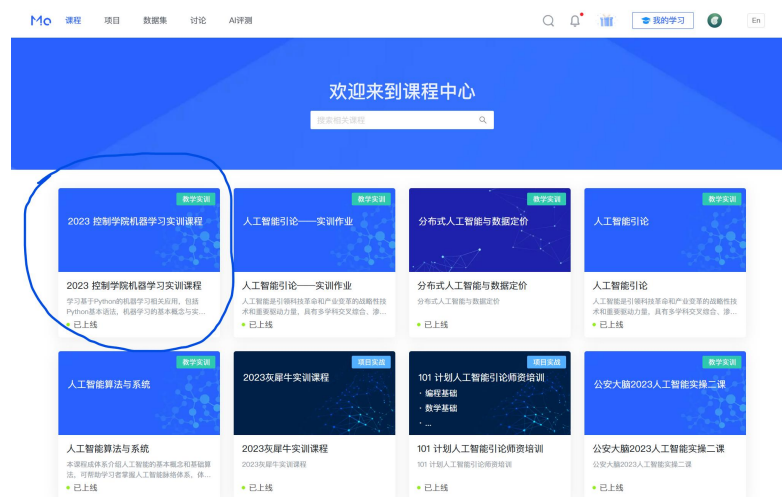 Mo 课程 项目 数据集 讨论 AI评测 我的学习 En
欢迎来到课程中心
搜索相关课程
教学实训 教学实训 教学实训 教学实训
2023 控制学院机器学习实训课程 人工智能引论——实训作业 分布式人工智能与数据定价 人工智能引论
2023 控制学院机器学习实训课程 人工智能引论——实训作业 分布式人工智能与数据定价 人工智能引论
学习基于Python的机器学习相关应用，包括 人工智能是引领科技革命和产业变革的战略性技 分布式人工智能与数据定价 人工智能是引领科技革命和产业变革的战略性技
Python基本语法，机器学习的基本概念与实... 术和重要驱动力量，具有多学科交叉综合，渗... 术和重要驱动力量，具有多学科交叉综合，渗...
已上线 已上线 已上线 已上线
教学实训 项目实战 项目实战 教学实训
人工智能算法与系统 2023灰犀牛实训课程 101 计划人工智能引论师资培训 公安大脑2023人工智能实操二课
· 编程基础
· 数学基础
· ...
人工智能算法与系统 2023灰犀牛实训课程 101 计划人工智能引论师资培训 公安大脑2023人工智能实操二课
本课程成体系介绍人工智能的基本概念和基础算 2023灰犀牛实训课程 101 计划人工智能引论师资培训 公安大脑2023人工智能实操二课
法，可帮助学习者掌握人工智能脉络体系，体...
已上线 已上线 已上线 已上线